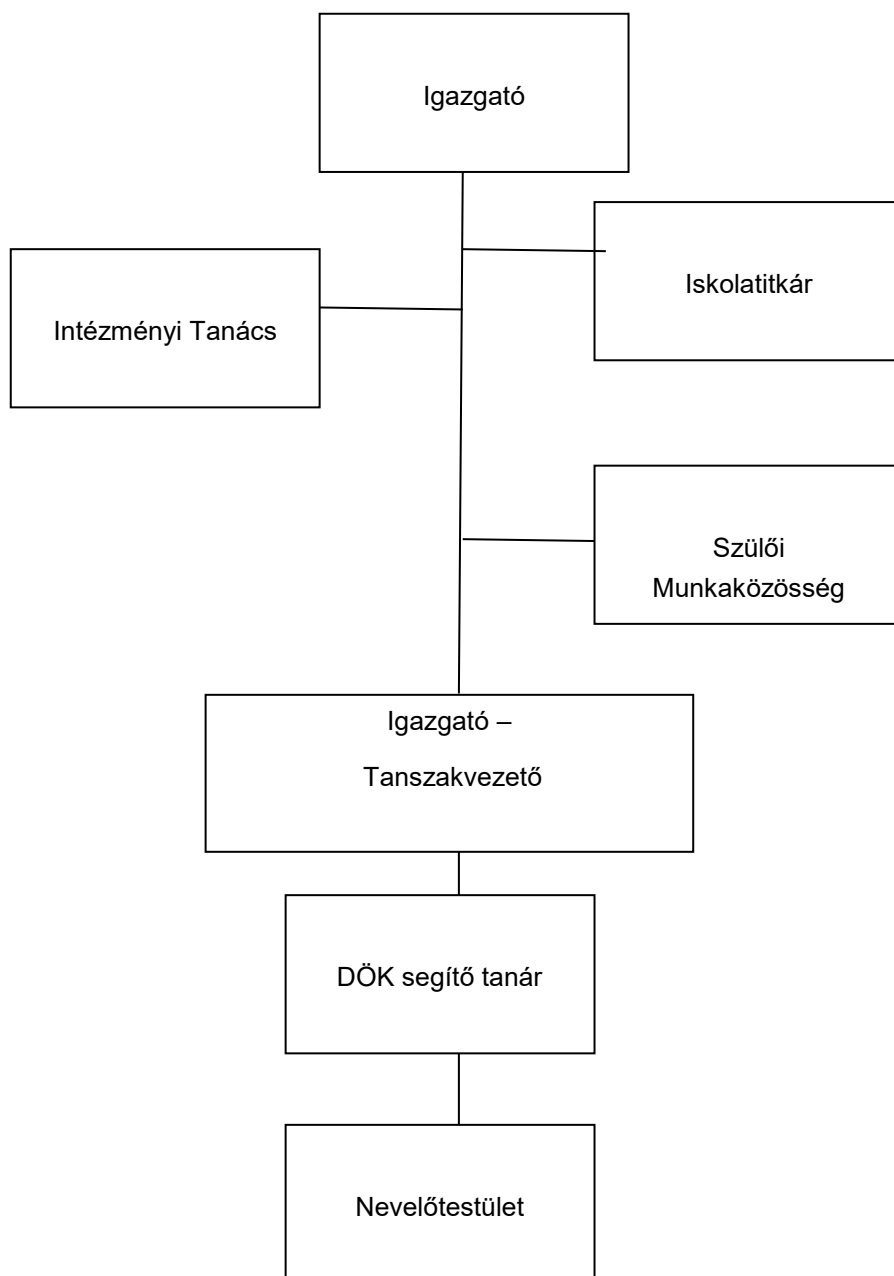 Igazgató
Iskolatitkár
Intézményi Tanács
Szülői
Munkaközösség
Igazgató –
Tanszakvezető
DÖK segítő tanár
Nevelőtestület